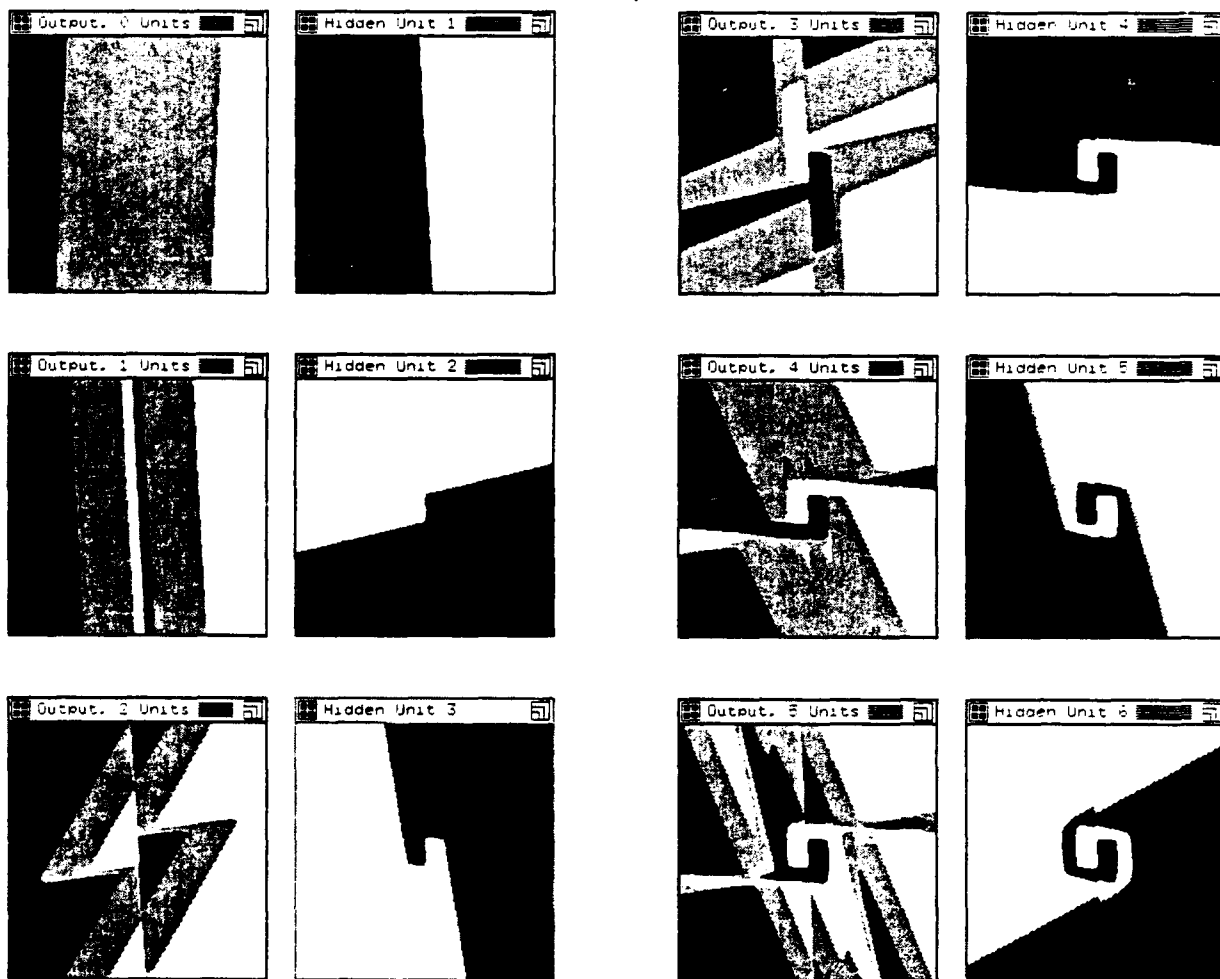 Output, 0 Units
Hidden Unit 1
Output, 3 Units
Hidden Unit 4
Output, 1 Units
Hidden Unit 2
Output, 4 Units
Hidden Unit 5
Output, 2 Units
Hidden Unit 3
Output, 5 Units
Hidden Unit 6